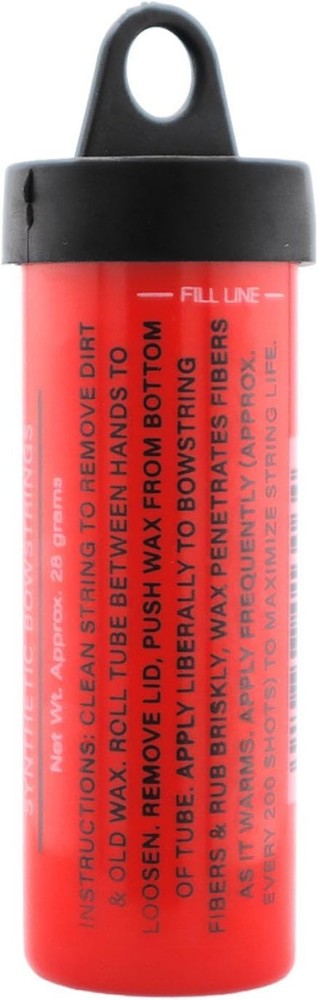 FILL LINE
SYNTHETIC BOWSTRINGS
Net Wt. Approx. 28 grams
INSTRUCTIONS: CLEAN STRING TO REMOVE DIRT
& OLD WAX. ROLL TUBE BETWEEN HANDS TO
LOOSEN. REMOVE LID, PUSH WAX FROM BOTTOM
OF TUBE. APPLY LIBERALLY TO BOWSTRING
FIBERS & RUB BRISKLY, WAX PENETRATES FIBERS
AS IT WARMS. APPLY FREQUENTLY (APPROX.
EVERY 200 SHOTS) TO MAXIMIZE STRING LIFE.